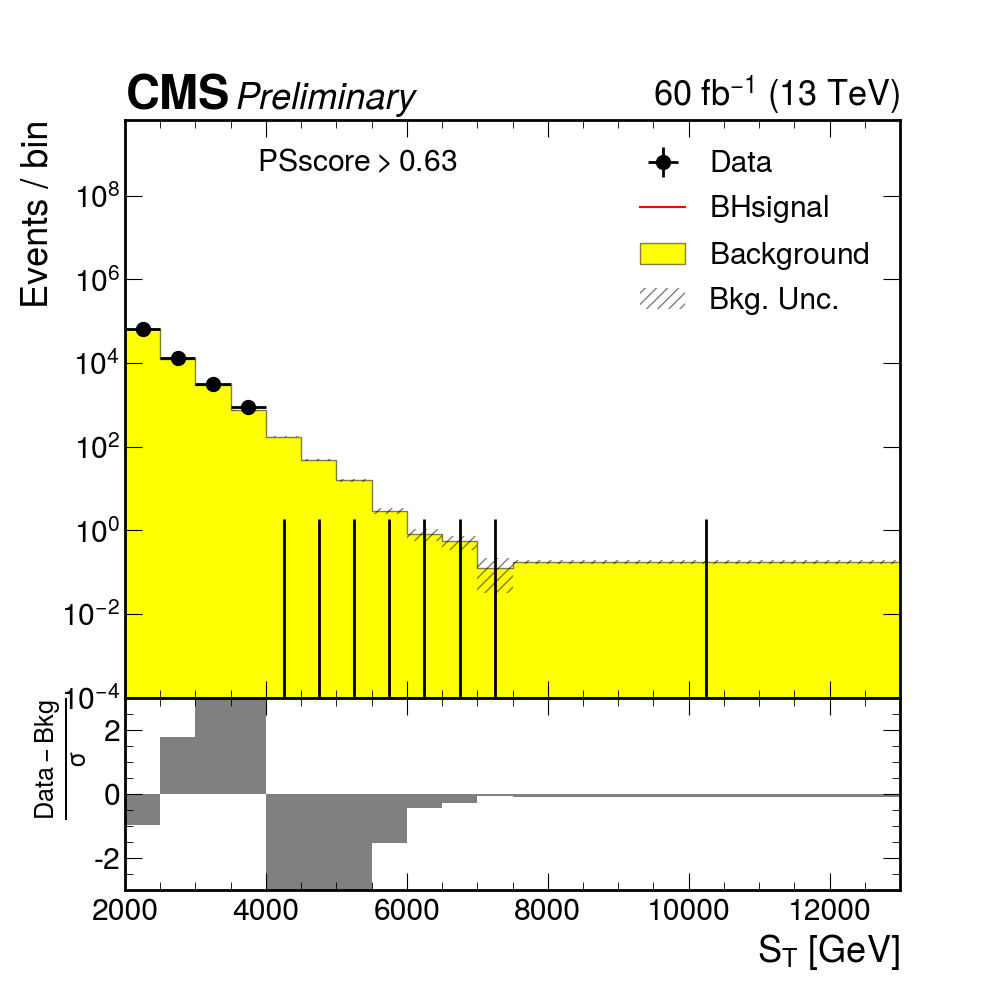 CMS Preliminary 60 fb⁻¹ (13 TeV)
Events / bin
PSscore > 0.63
Data
BHsignal
Background
Bkg. Unc.
10⁸
10⁶
10⁴
10²
10⁰
10⁻²
10⁻⁴
Data – Bkg
σ
2
0
-2
2000 4000 6000 8000 10000 12000
S_T [GeV]